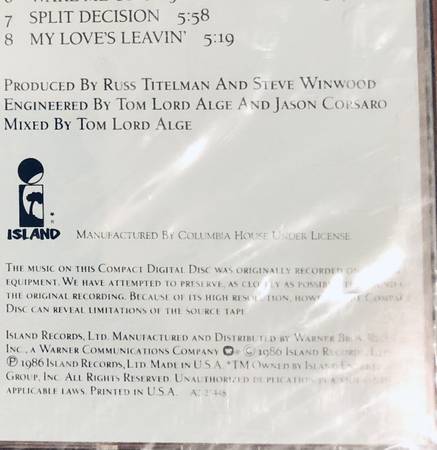 7 SPLIT DECISION 5:58
8 MY LOVE'S LEAVIN' 5:19
PRODUCED BY RUSS TITELMAN AND STEVE WINWOOD
ENGINEERED BY TOM LORD ALGE AND JASON CORSARO
MIXED BY TOM LORD ALGE
ISLAND
MANUFACTURED BY COLUMBIA HOUSE UNDER LICENSE
THE MUSIC ON THIS COMPACT DIGITAL DISC WAS ORIGINALLY RECORDED ON
EQUIPMENT. WE HAVE ATTEMPTED TO PRESERVE, AS CLOSELY AS POSSIBLE
THE ORIGINAL RECORDING. BECAUSE OF ITS HIGH RESOLUTION, HOWEVER
DISC CAN REVEAL LIMITATIONS OF THE SOURCE TAPE
ISLAND RECORDS, LTD. MANUFACTURED AND DISTRIBUTED BY WARNER BROS.
INC., A WARNER COMMUNICATIONS COMPANY © 1986 ISLAND RECORDS, LTD
℗ 1986 ISLAND RECORDS, LTD. MADE IN U.S.A. *TM OWNED BY ISLAND
GROUP, INC. ALL RIGHTS RESERVED. UNAUTHORIZED DUPLICATION IS A
APPLICABLE LAWS. PRINTED IN U.S.A.